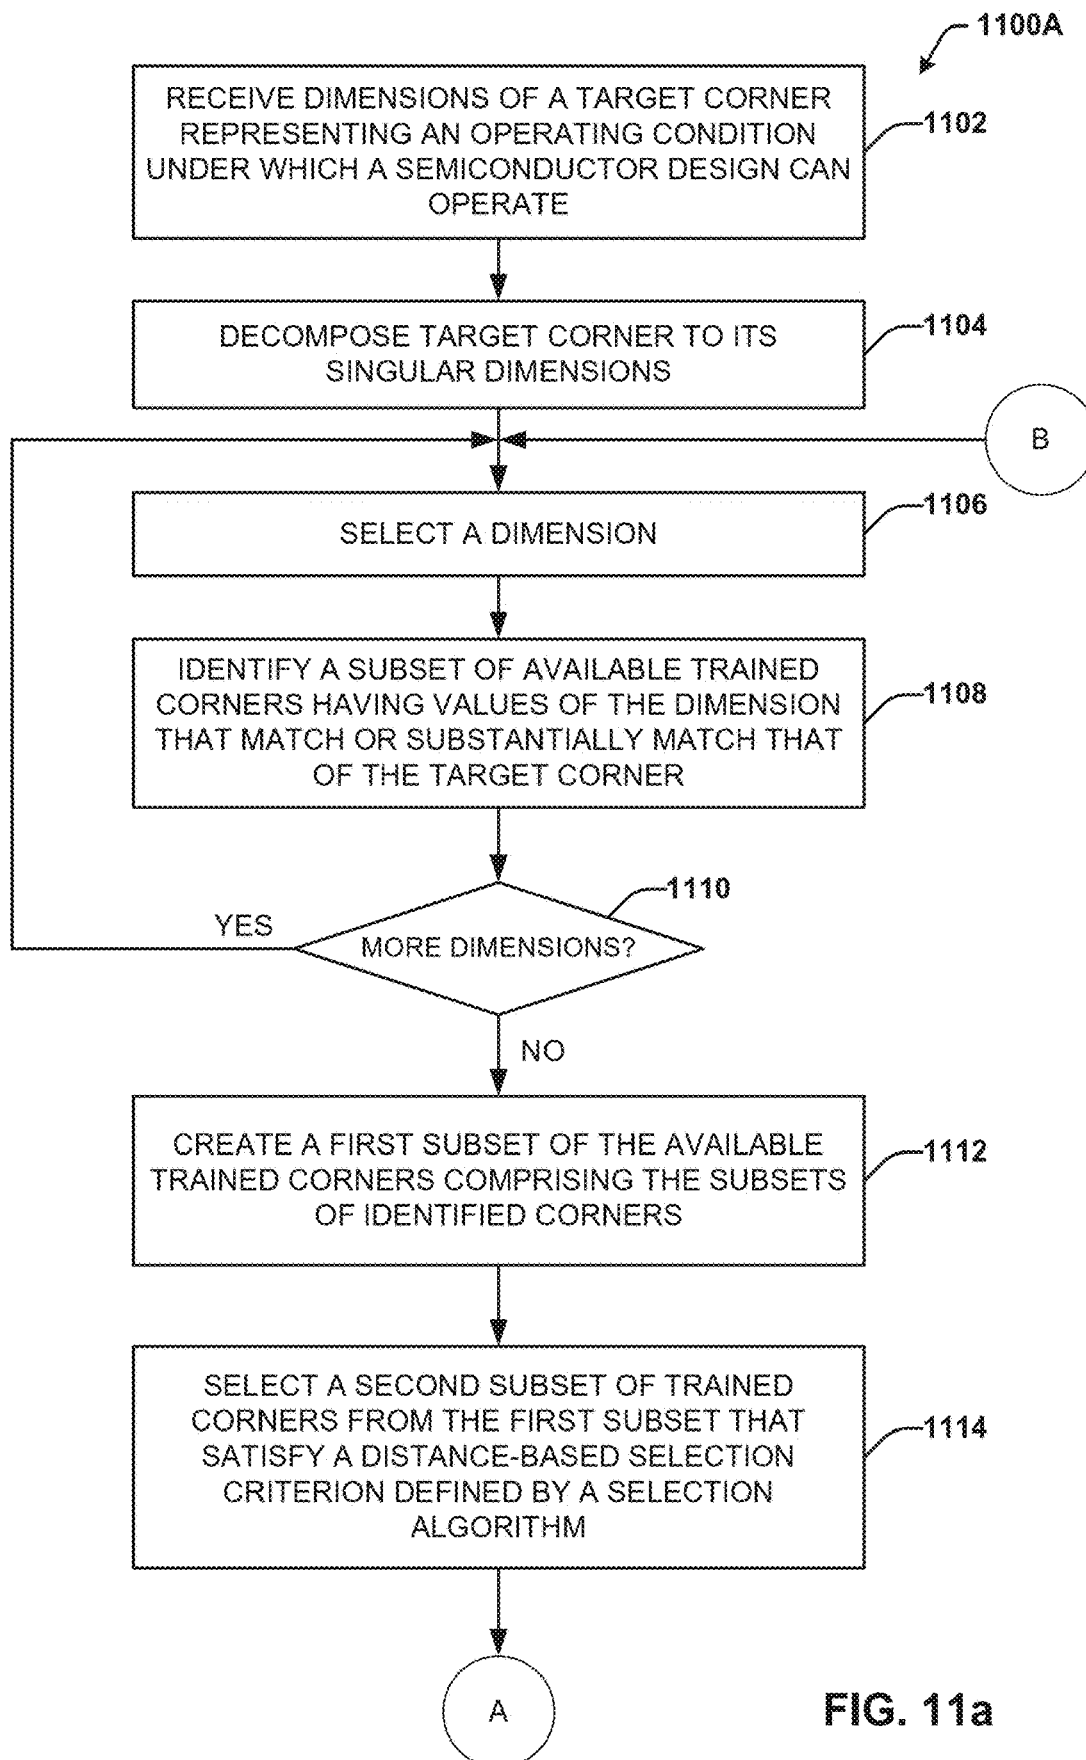 1100A
RECEIVE DIMENSIONS OF A TARGET CORNER
REPRESENTING AN OPERATING CONDITION
UNDER WHICH A SEMICONDUCTOR DESIGN CAN
OPERATE
1102
DECOMPOSE TARGET CORNER TO ITS
SINGULAR DIMENSIONS
1104
B
SELECT A DIMENSION
1106
IDENTIFY A SUBSET OF AVAILABLE TRAINED
CORNERS HAVING VALUES OF THE DIMENSION
THAT MATCH OR SUBSTANTIALLY MATCH THAT
OF THE TARGET CORNER
1108
1110
YES
MORE DIMENSIONS?
NO
CREATE A FIRST SUBSET OF THE AVAILABLE
TRAINED CORNERS COMPRISING THE SUBSETS
OF IDENTIFIED CORNERS
1112
SELECT A SECOND SUBSET OF TRAINED
CORNERS FROM THE FIRST SUBSET THAT
SATISFY A DISTANCE-BASED SELECTION
CRITERION DEFINED BY A SELECTION
ALGORITHM
1114
A
FIG. 11a